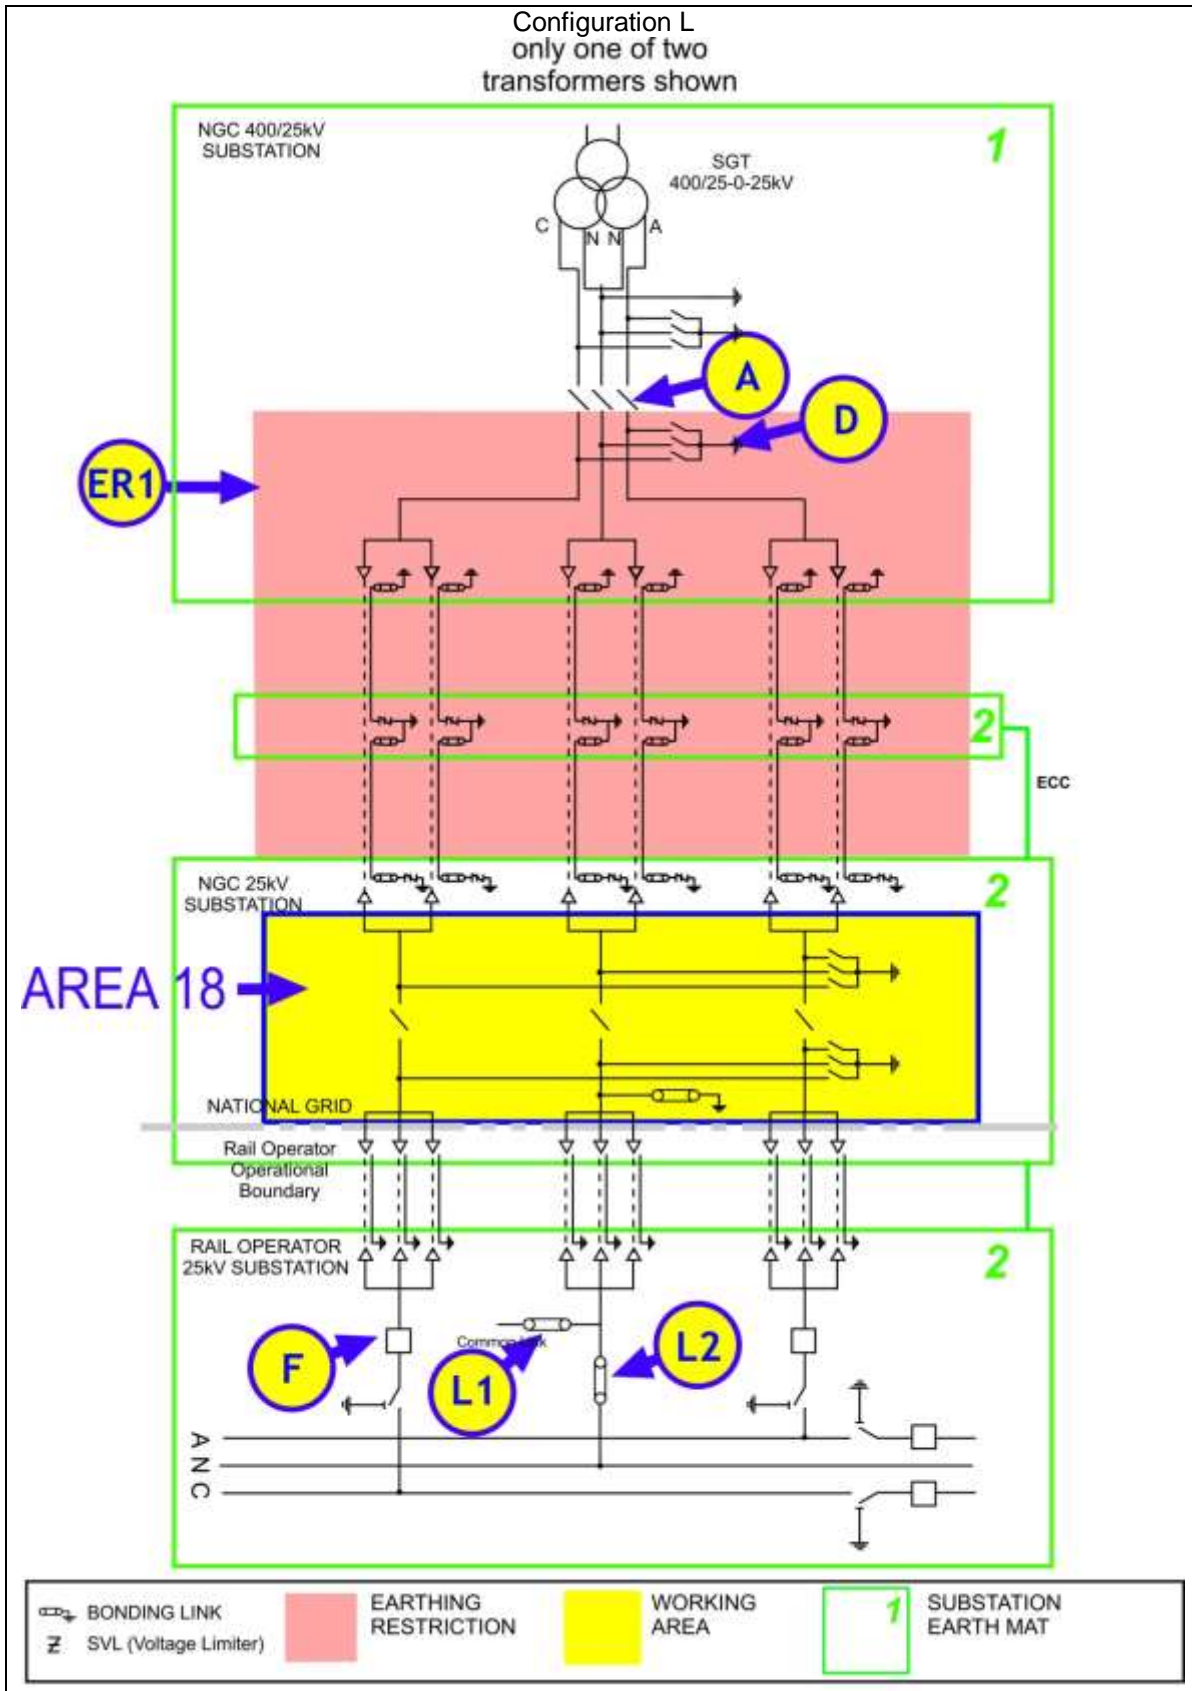 Configuration L
only one of two
transformers shown
NGC 400/25kV
SUBSTATION
1
SGT
400/25-0-25kV
C
N N
A
A
D
ER1
2
ECC
NGC 25kV
SUBSTATION
2
AREA 18
NATIONAL GRID
Rail Operator
Operational
Boundary
RAIL OPERATOR
25kV SUBSTATION
2
F
Common
L1
L2
A
N
C
BONDING LINK
SVL (Voltage Limiter)
EARTHING
RESTRICTION
WORKING
AREA
1
SUBSTATION
EARTH MAT